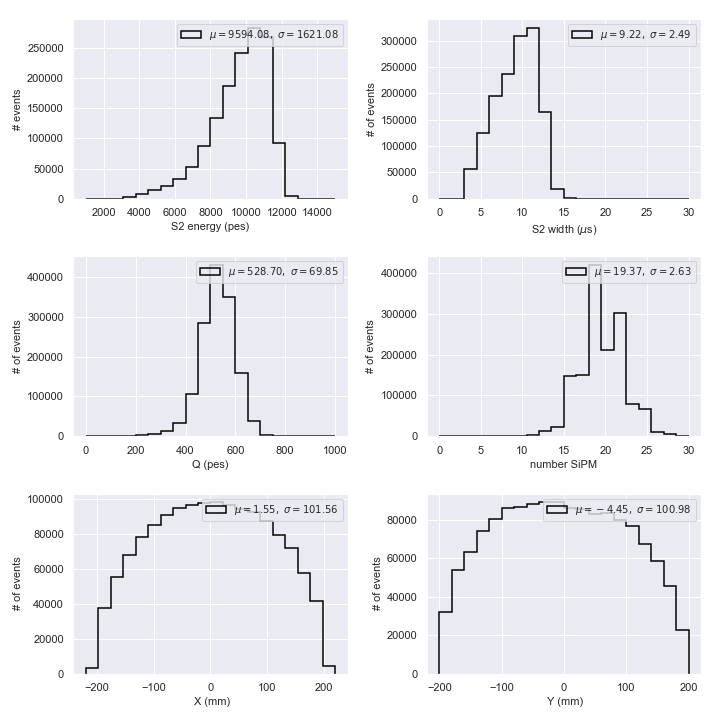 μ = 9594.08, σ = 1621.08
# events
250000
200000
150000
100000
50000
0
2000 4000 6000 8000 10000 12000 14000
S2 energy (pes)
μ = 9.22, σ = 2.49
# of events
300000
250000
200000
150000
100000
50000
0
0 5 10 15 20 25 30
S2 width (μs)
μ = 528.70, σ = 69.85
# of events
400000
300000
200000
100000
0
0 200 400 600 800 1000
Q (pes)
μ = 19.37, σ = 2.63
# of events
400000
300000
200000
100000
0
0 5 10 15 20 25 30
number SiPM
μ = 1.55, σ = 101.56
# of events
100000
80000
60000
40000
20000
0
−200 −100 0 100 200
X (mm)
μ = −4.45, σ = 100.98
# of events
80000
60000
40000
20000
0
−200 −100 0 100 200
Y (mm)